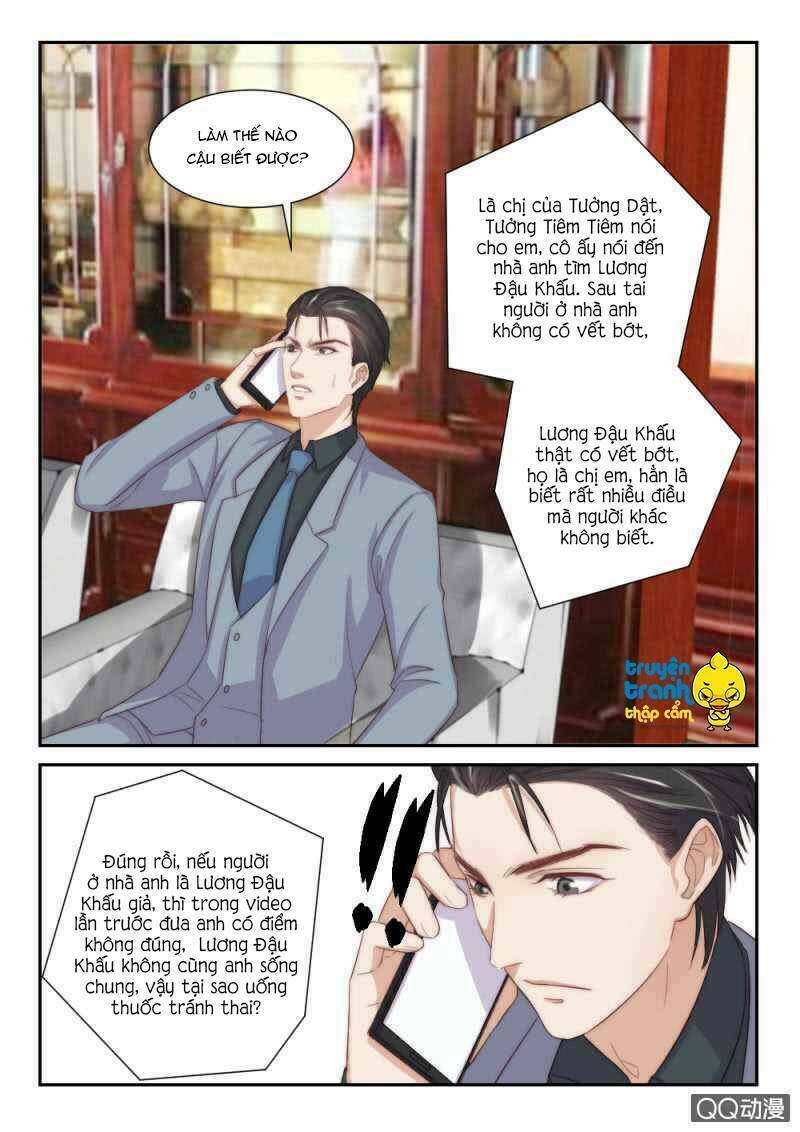 LÀM THẾ NÀO
CẬU BIẾT ĐƯỢC?
Là chị của Tưởng Dật,
Tưởng Tiêm Tiêm nói
cho em, cô ấy nói đến
nhà anh tìm Lương
Đậu Khấu. Sau tai
người ở nhà anh
không có vết bớt,
Lương Đậu Khấu
thật có vết bớt,
họ là chị em, hẳn là
biết rất nhiều điều
mà người khác
không biết.
truyện
tranh
thập cẩm
!!
Đúng rồi, nếu người
ở nhà anh là Lương Đậu
Khấu giả, thì trong video
lần trước đưa anh có điểm
không đúng, Lương Đậu
Khấu không cùng anh sống
chung, vậy tại sao uống
thuốc tránh thai?
QQ动漫